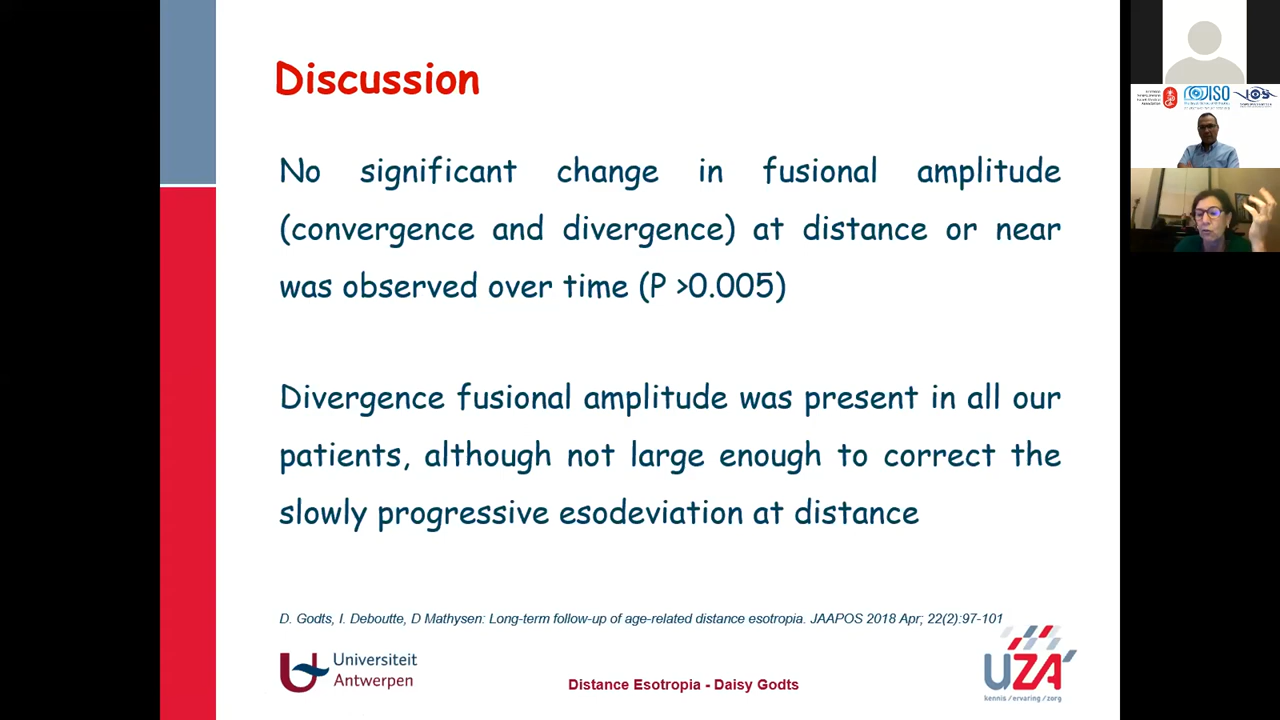 Discussion
No significant change in fusional amplitude
(convergence and divergence) at distance or near
was observed over time (P >0.005)
Divergence fusional amplitude was present in all our
patients, although not large enough to correct the
slowly progressive esodeviation at distance
D. Godts, I. Deboutte, D Mathysen: Long-term follow-up of age-related distance esotropia. JAAPOS 2018 Apr; 22(2):97-101
Universiteit
Antwerpen
Distance Esotropia - Daisy Godts
UZA
kennis / ervaring / zorg
ISO